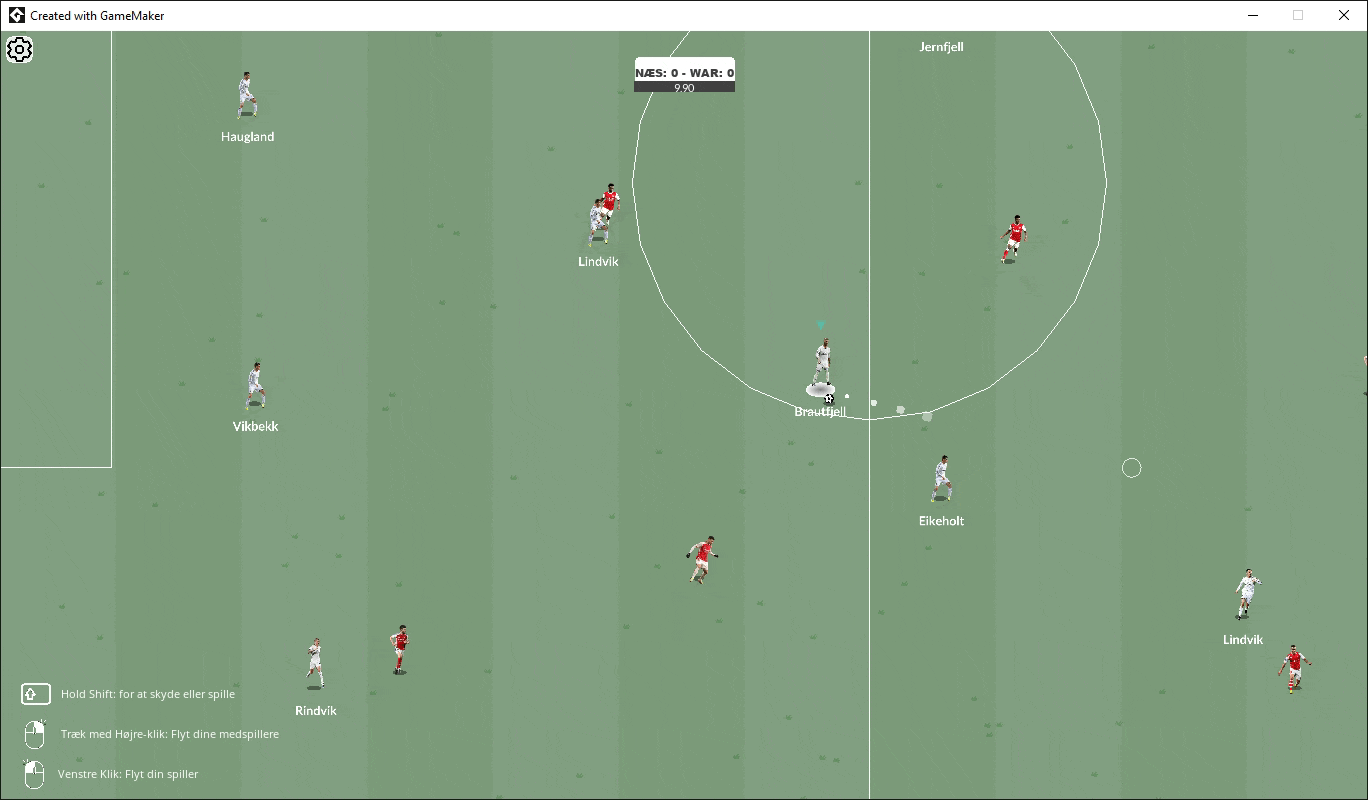 Created with GameMaker
Jernfjell
NÆS: 0 - WAR: 0
9.90
Haugland
Lindvik
Brautfjell
Vikbekk
Eikeholt
Lindvik
Rindvik
Hold Shift: for at skyde eller spille
Træk med Højre-klik: Flyt dine medspillere
Venstre Klik: Flyt din spiller